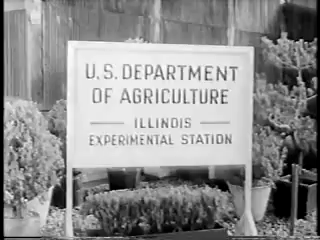 U.S. DEPARTMENT
OF AGRICULTURE
ILLINOIS
EXPERIMENTAL STATION